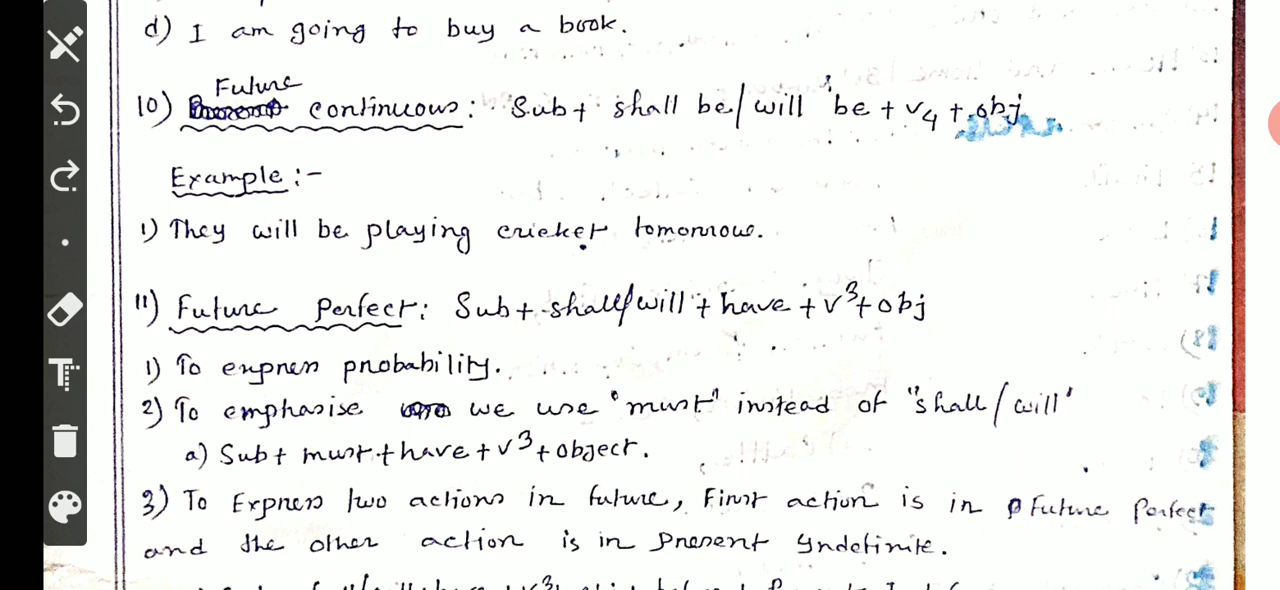 d) I am going to buy a book.
Future
10) continuous: Sub + shall be/will be + v4 + obj
Example :-
1) They will be playing cricket tomorrow.
11) Future Perfect: Sub + shall/will + have + v3 + obj
1) To express probability.
2) To emphasise we use "must" instead of "shall/will"
a) Sub + must + have + v3 + object.
3) To Express two actions in future, First action is in Future Perfect
and the other action is in Present Indefinite.